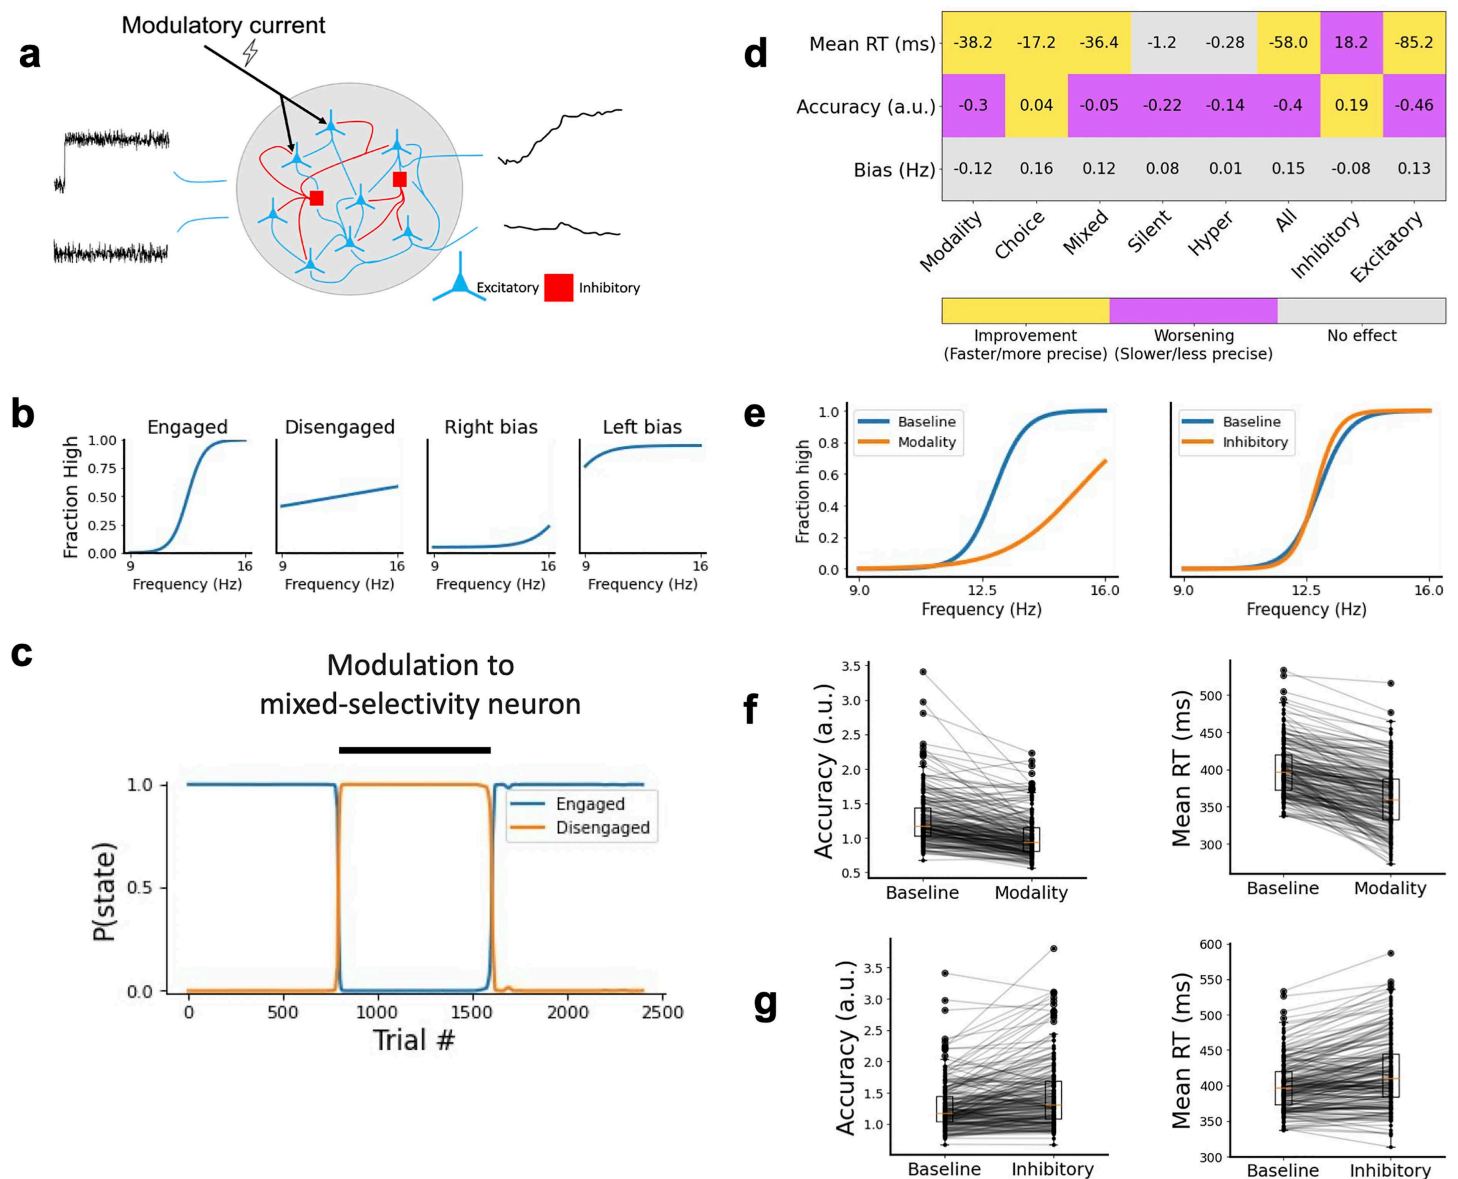 a
Modulatory current
Excitatory
Inhibitory
b
Engaged
Disengaged
Right bias
Left bias
Fraction High
1.00
0.75
0.50
0.25
0.00
9 16
9 16
9 16
9 16
Frequency (Hz)
Frequency (Hz)
Frequency (Hz)
Frequency (Hz)
c
Modulation to
mixed-selectivity neuron
P(state)
1.0
0.5
0.0
Engaged
Disengaged
0 500 1000 1500 2000 2500
Trial #
d
Mean RT (ms) -38.2 -17.2 -36.4 -1.2 -0.28 -58.0 18.2 -85.2
Accuracy (a.u.) -0.3 0.04 -0.05 -0.22 -0.14 -0.4 0.19 -0.46
Bias (Hz) -0.12 0.16 0.12 0.08 0.01 0.15 -0.08 0.13
Modality Choice Mixed Silent Hyper All Inhibitory Excitatory
Improvement
(Faster/more precise)
Worsening
(Slower/less precise)
No effect
e
Fraction high
1.0
0.8
0.6
0.4
0.2
0.0
Baseline
Modality
9.0 12.5 16.0
Frequency (Hz)
Baseline
Inhibitory
9.0 12.5 16.0
Frequency (Hz)
f
Accuracy (a.u.)
3.5
3.0
2.5
2.0
1.5
1.0
0.5
Baseline Modality
Mean RT (ms)
500
450
400
350
300
Baseline Modality
g
Accuracy (a.u.)
3.5
3.0
2.5
2.0
1.5
1.0
Baseline Inhibitory
Mean RT (ms)
600
550
500
450
400
350
300
Baseline Inhibitory